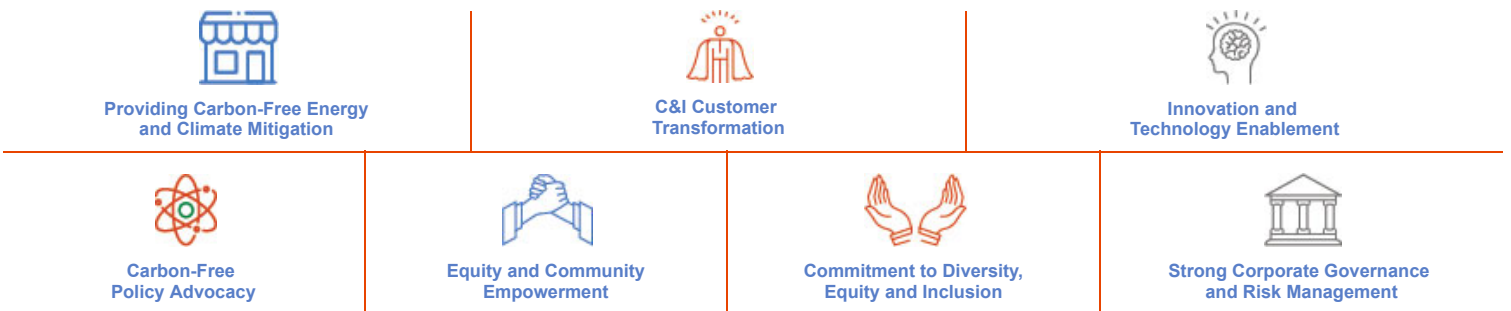 Providing Carbon-Free Energy
and Climate Mitigation
C&I Customer
Transformation
Innovation and
Technology Enablement
Carbon-Free
Policy Advocacy
Equity and Community
Empowerment
Commitment to Diversity,
Equity and Inclusion
Strong Corporate Governance
and Risk Management